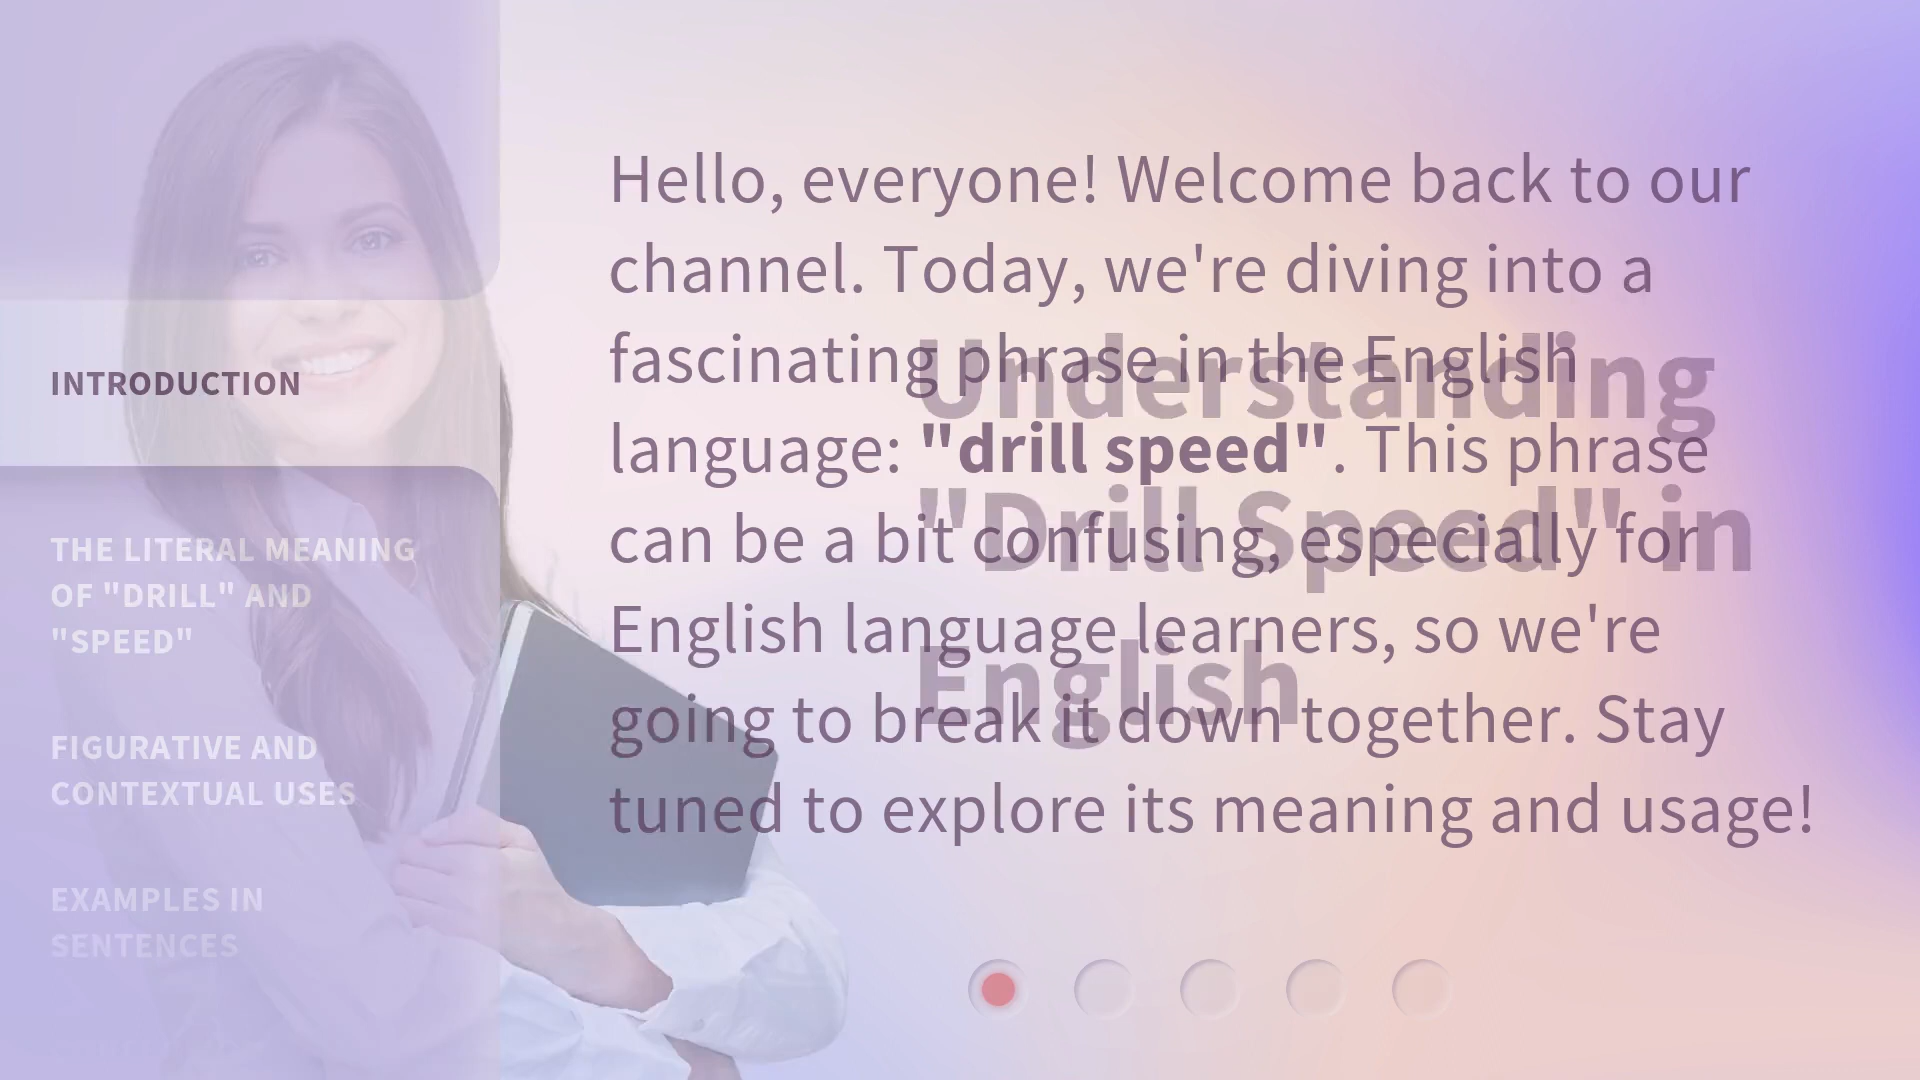 INTRODUCTION
THE LITERAL MEANING
OF "DRILL" AND
"SPEED"
FIGURATIVE AND
CONTEXTUAL USES
EXAMPLES IN
SENTENCES
Hello, everyone! Welcome back to our
channel. Today, we're diving into a
fascinating phrase in the English
language: "drill speed". This phrase
can be a bit confusing, especially for
English language learners, so we're
going to break it down together. Stay
tuned to explore its meaning and usage!
Understanding
"Drill Speed" in
English